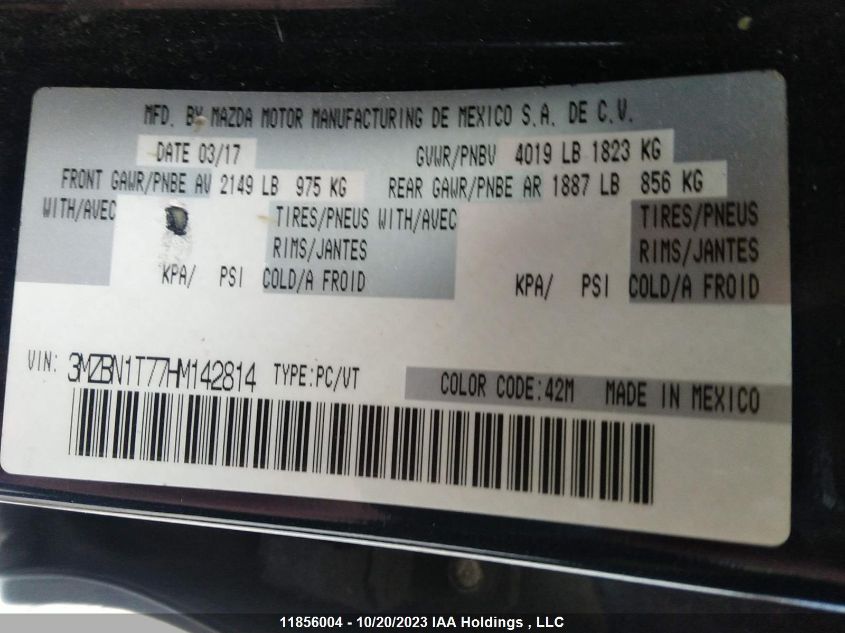 MFD. BY MAZDA MOTOR MANUFACTURING DE MEXICO S.A. DE C.V.
DATE 03/17 GVWR/PNBV 4019 LB 1823 KG
FRONT GAWR/PNBE AV 2149 LB 975 KG REAR GAWR/PNBE AR 1887 LB 856 KG
WITH/AVEC TIRES/PNEUS WITH/AVEC TIRES/PNEUS
RIMS/JANTES RIMS/JANTES
KPA/ PSI COLD/A FROID KPA/ PSI COLD/A FROID
VIN: 3MZBN1T77HM142814 TYPE:PC/VT COLOR CODE:42M MADE IN MEXICO
11856004 - 10/20/2023 IAA Holdings , LLC